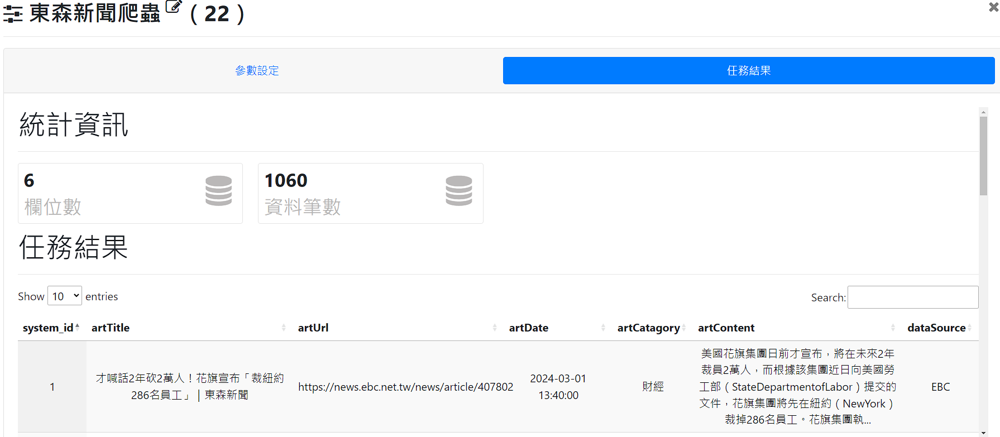 東森新聞爬蟲 ( 22 )
參數設定
任務結果
統計資訊
6
欄位數
1060
資料筆數
任務結果
Show 10 entries
Search:
system_id artTitle artUrl artDate artCatagory artContent dataSource
1
才喊話2年砍2萬人！花旗宣布「裁紐約
286名員工」 | 東森新聞
https://news.ebc.net.tw/news/article/407802
2024-03-01
13:40:00
財經
美國花旗集團日前才宣布，將在未來2年
裁員2萬人，而根據該集團近日向美國勞
工部（StateDepartmentofLabor）提交的
文件，花旗集團將先在紐約（NewYork）
裁掉286名員工。花旗集團執...
EBC